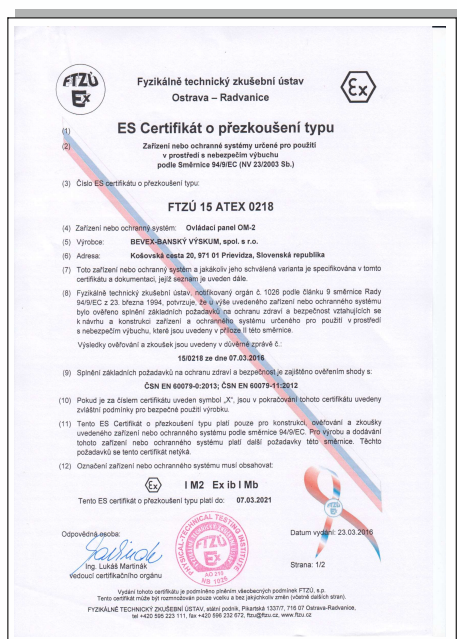 FTZÚ
Ex
Fyzikálně technický zkušební ústav
Ostrava – Radvanice
Ex
(1) ES Certifikát o přezkoušení typu
(2) Zařízení nebo ochranné systémy určené pro použití
v prostředí s nebezpečím výbuchu
podle Směrnice 94/9/EC (NV 23/2003 Sb.)
(3) Číslo ES certifikátu o přezkoušení typu:
FTZÚ 15 ATEX 0218
(4) Zařízení nebo ochranný systém: Ovládací panel OM-2
(5) Výrobce: BEVEX-BANSKÝ VÝSKUM, spol. s r.o.
(6) Adresa: Košovská cesta 20, 971 01 Prievidza, Slovenská republika
(7) Toto zařízení nebo ochranný systém a jakákoliv jeho schválená varianta je specifikována v tomto
certifikátu a dokumentaci, jejíž seznam je uveden dále.
(8) Fyzikálně technický zkušební ústav, notifikovaný orgán č. 1026 podle článku 9 směrnice Rady
94/9/EC z 23. března 1994, potvrzuje, že u výše uvedeného zařízení nebo ochranného systému
bylo ověřeno splnění základních požadavků na ochranu zdraví a bezpečnost vztahujících se
k návrhu a konstrukci zařízení a ochranného systému určeného pro použití v prostředí
s nebezpečím výbuchu, které jsou uvedeny v příloze II této směrnice.
Výsledky ověřování a zkoušek jsou uvedeny v důvěrné zprávě č.:
15/0218 ze dne 07.03.2016
(9) Splnění základních požadavků na ochranu zdraví a bezpečnost je zajištěno ověřením shody s:
ČSN EN 60079-0:2013; ČSN EN 60079-11:2012
(10) Pokud je za číslem certifikátu uveden symbol „X“, jsou v pokračování tohoto certifikátu uvedeny
zvláštní podmínky pro bezpečné použití výrobku.
(11) Tento ES Certifikát o přezkoušení typu platí pouze pro konstrukci, ověřování a zkoušky
uvedeného zařízení nebo ochranného systému podle směrnice 94/9/EC. Pro výrobu a dodávání
tohoto zařízení nebo ochranného systému platí další požadavky této směrnice. Těchto
požadavků se tento certifikát netýká.
(12) Označení zařízení nebo ochranného systému musí obsahovat:
Ex I M2 Ex ib I Mb
Tento ES certifikát o přezkoušení typu platí do: 07.03.2021
Odpovědná osoba:
Datum vydání: 23.03.2016
PHYSICAL TECHNICAL TESTING INSTITUTE
FTZÚ
Ex
AO 210
NB 1026
Ing. Lukáš Martinák
vedoucí certifikačního orgánu
Strana: 1/2
Vydání tohoto certifikátu je podmíněno plněním všeobecných podmínek FTZÚ, s.p.
Tento certifikát může být rozmnožován pouze vcelku a bez jakýchkoliv změn (včetně dalších stran).
FYZIKÁLNĚ TECHNICKÝ ZKUŠEBNÍ ÚSTAV, státní podnik, Pikartská 1337/7, 716 07 Ostrava-Radvanice,
tel +420 595 223 111, fax +420 596 232 672, ftzu@ftzu.cz, www.ftzu.cz